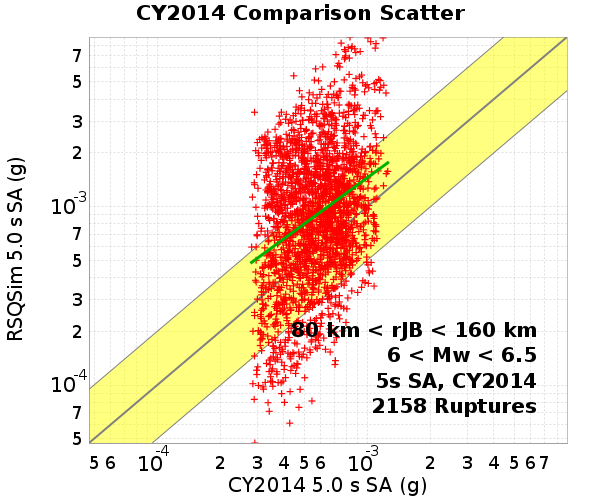 CY2014 Comparison Scatter
RSQSim 5.0 s SA (g)
7
5
3
2
10-3
7
5
3
2
10-4
7
5
80 km < rJB < 160 km
6 < Mw < 6.5
5s SA, CY2014
2158 Ruptures
5 6 10-4 2 3 4 5 6 10-3 2 3 4 5 6 7
CY2014 5.0 s SA (g)